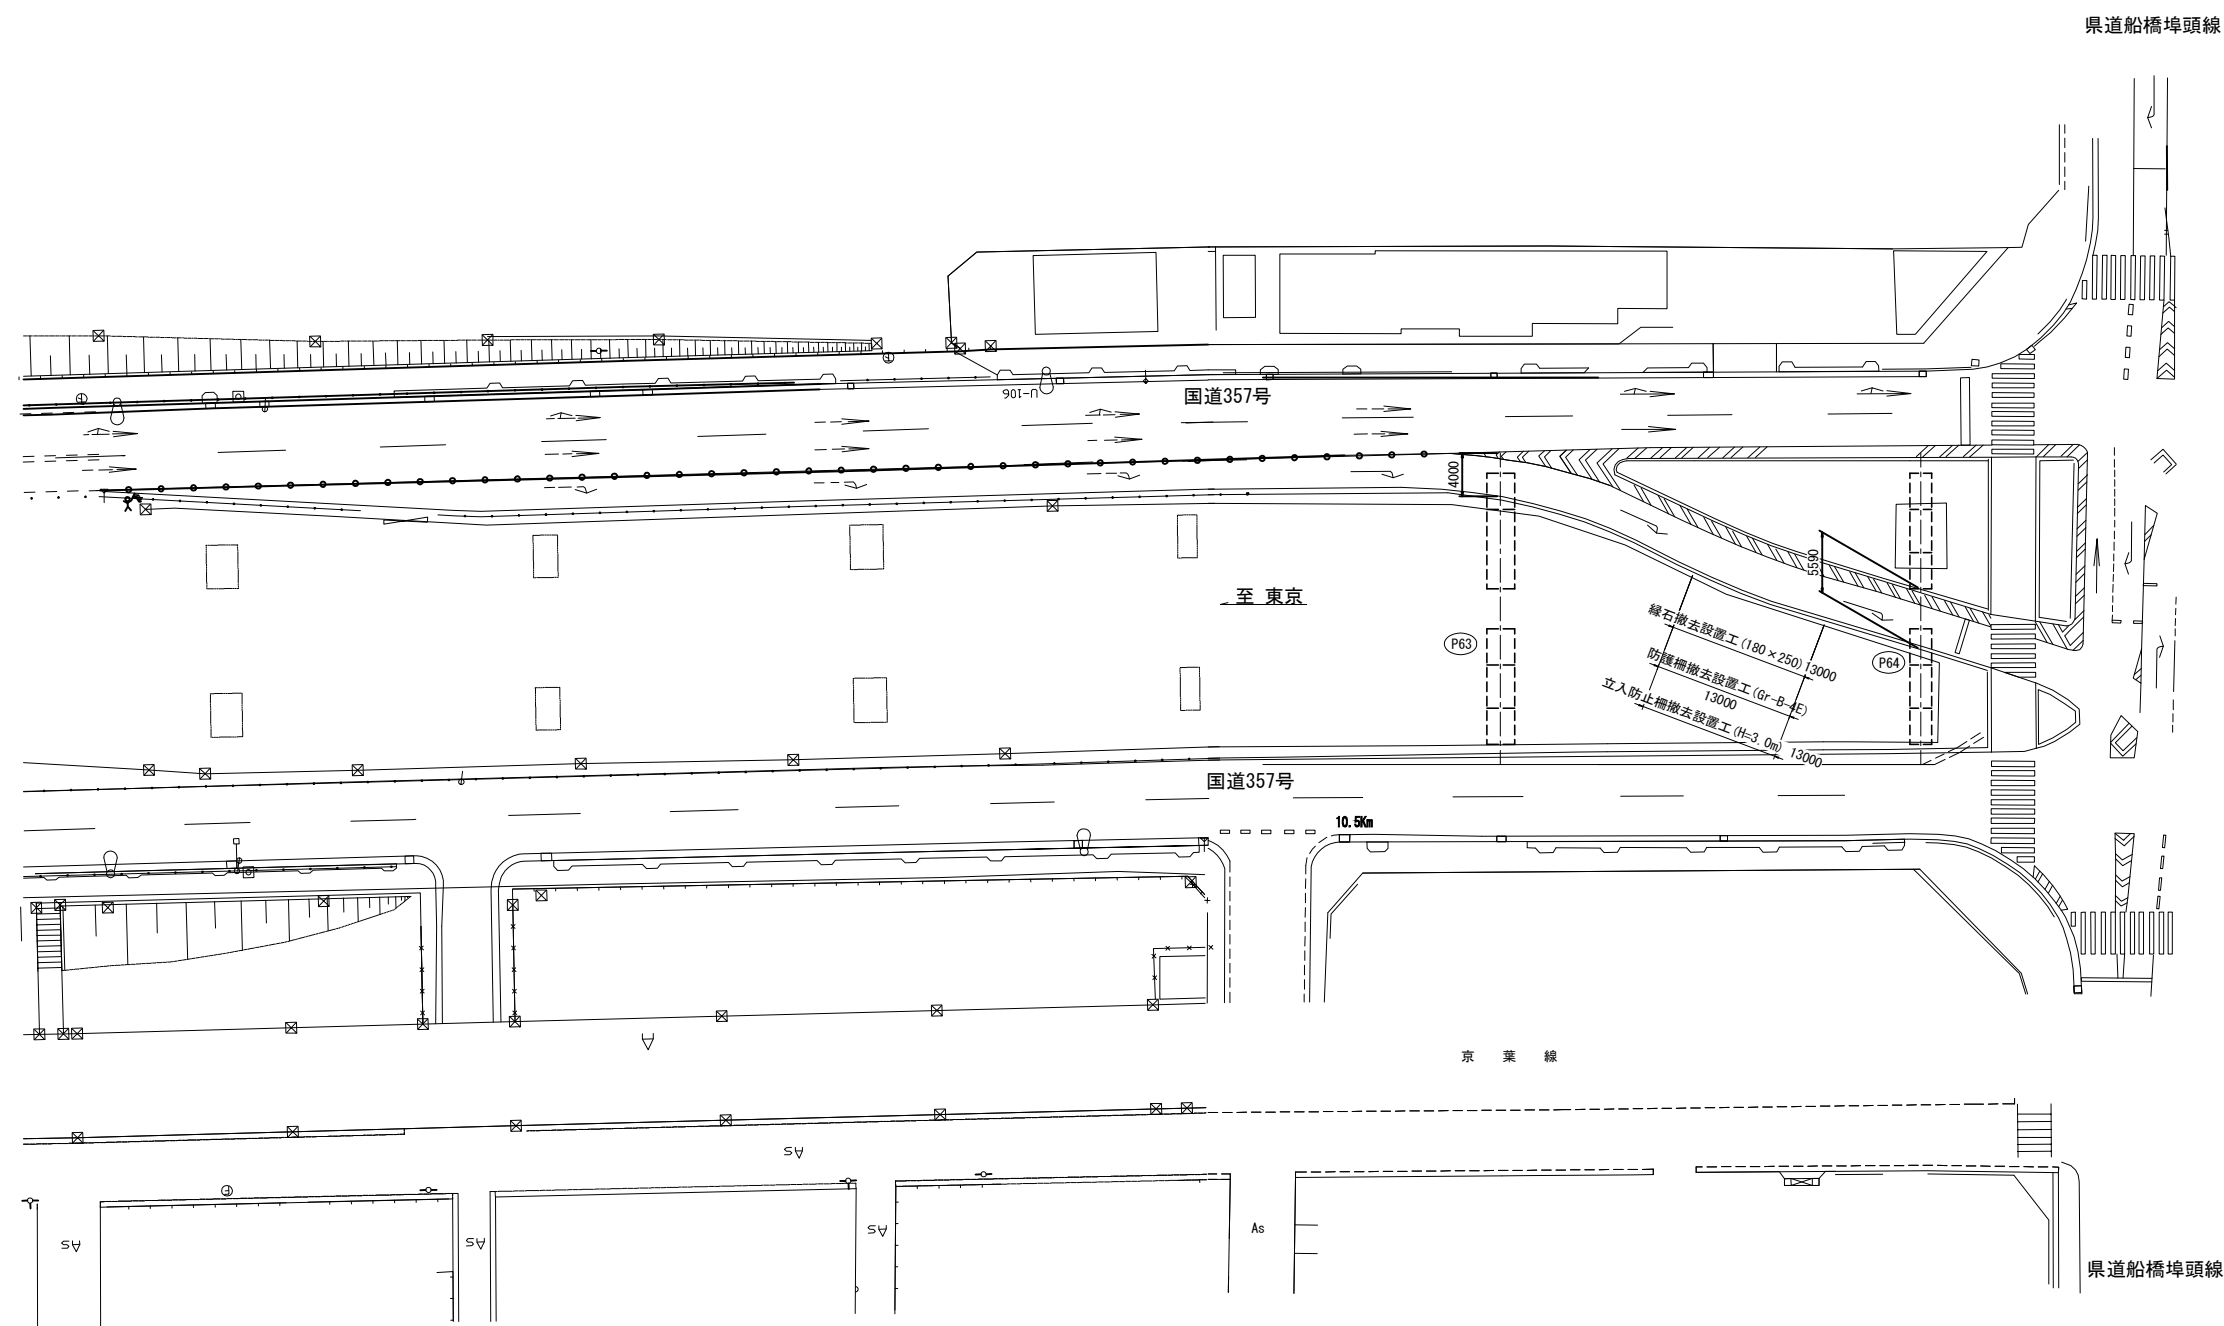 県道船橋埠頭線
U-106
国道357号
4000
5590
至 東京
縁石撤去設置工(180×250)13000
P63
防護柵撤去設置工(Gr-B-4E)
13000
P64
立入防止柵撤去設置工(H=3.0m) 13000
国道357号
10.5Km
A
京 葉 線
As
As
As
As
As
県道船橋埠頭線